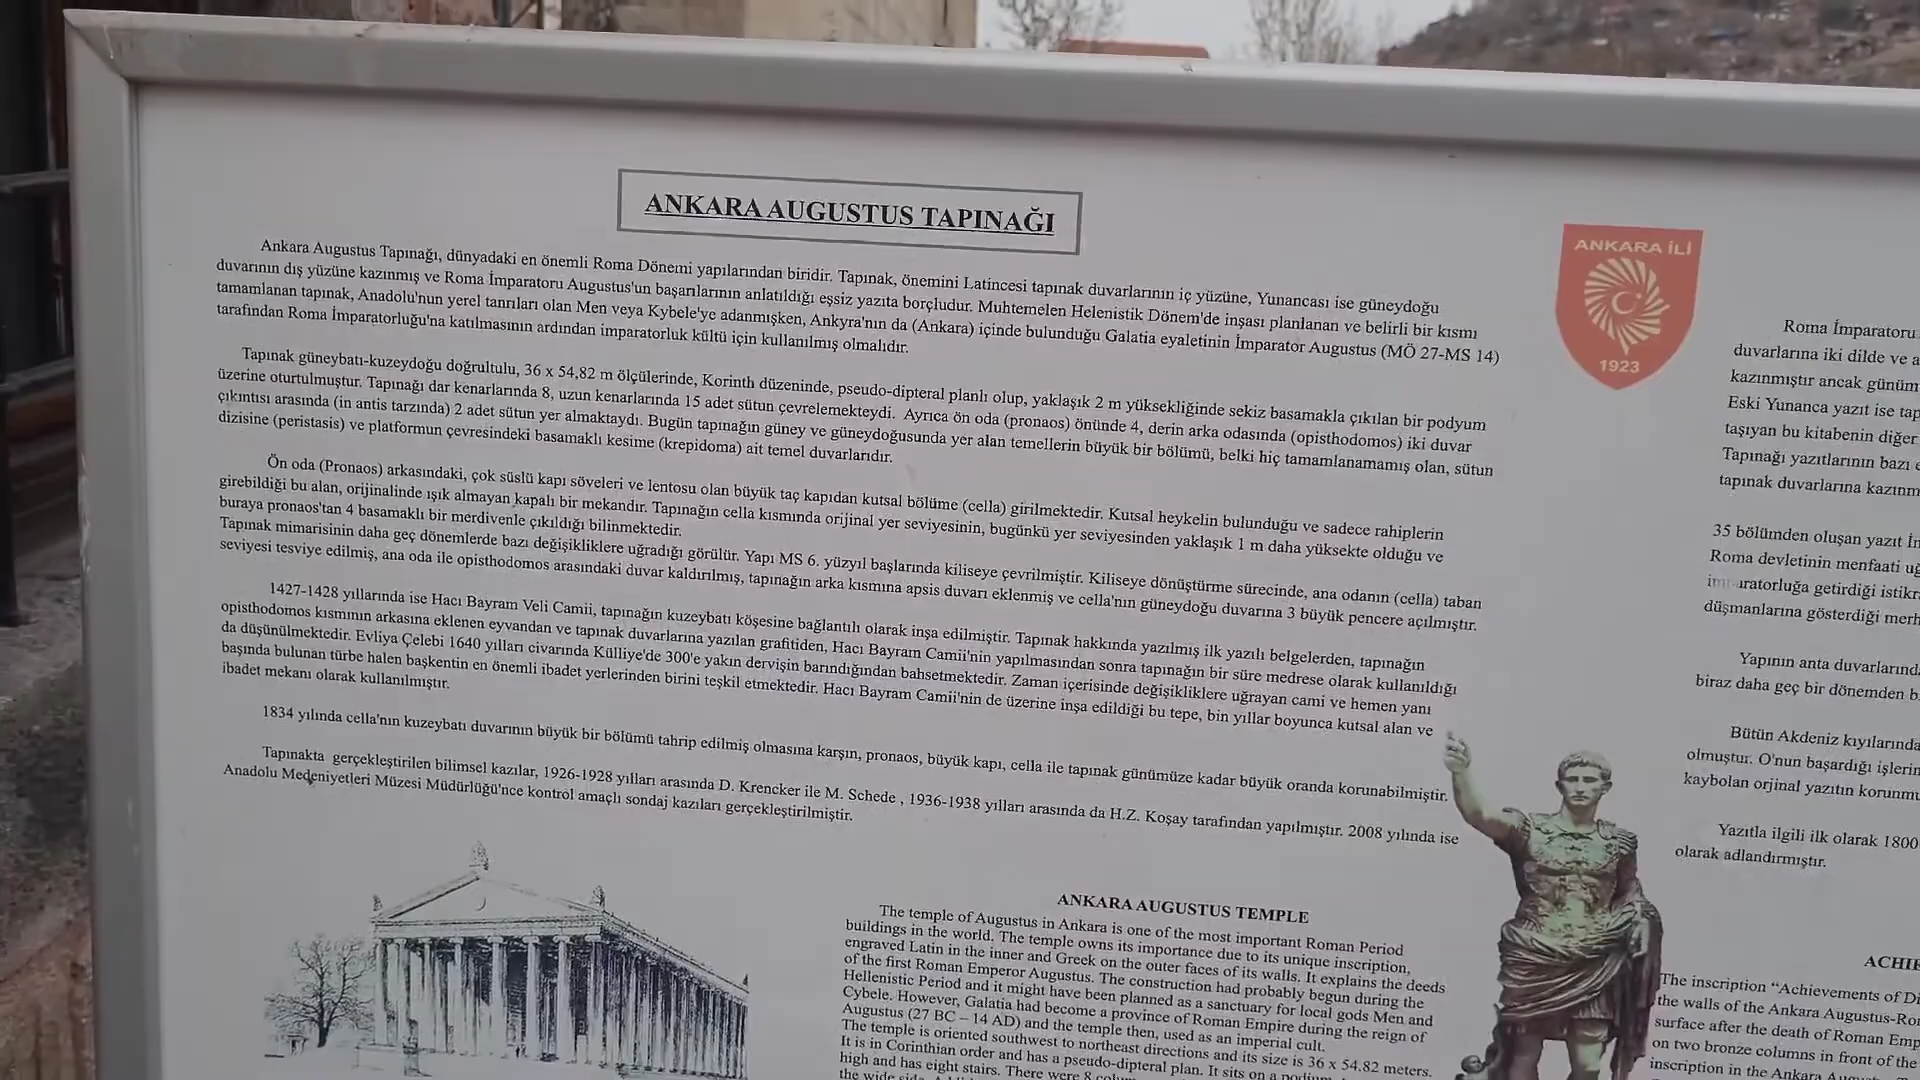 ANKARA AUGUSTUS TAPINAĞI
Ankara Augustus Tapınağı, dünyadaki en önemli Roma Dönemi yapılarından biridir. Tapınak, önemini Latincesi tapınak duvarlarının iç yüzüne, Yunancası ise güneydoğu
duvarının dış yüzüne kazınmış ve Roma İmparatoru Augustus'un başarılarının anlatıldığı eşsiz yazıta borçludur. Muhtemelen Helenistik Dönem'de inşası planlanan ve belirli bir kısmı
tamamlanan tapınak, Anadolu'nun yerel tanrıları olan Men veya Kybele'ye adanmışken, Ankyra'nın da (Ankara) içinde bulunduğu Galatia eyaletinin İmparator Augustus (MÖ 27-MS 14)
tarafından Roma İmparatorluğu'na katılmasının ardından imparatorluk kültü için kullanılmış olmalıdır.
Tapınak güneybatı-kuzeydoğu doğrultulu, 36 x 54,82 m ölçülerinde, Korinth düzeninde, pseudo-dipteral planlı olup, yaklaşık 2 m yüksekliğinde sekiz basamakla çıkılan bir podyum
üzerine oturtulmuştur. Tapınağı dar kenarlarında 8, uzun kenarlarında 15 adet sütun çevrelemekteydi. Ayrıca ön oda (pronaos) önünde 4, derin arka odasında (opisthodomos) iki duvar
çıkıntısı arasında (in antis tarzında) 2 adet sütun yer almaktaydı. Bugün tapınağın güney ve güneydoğusunda yer alan temellerin büyük bir bölümü, belki hiç tamamlanamamış olan, sütun
dizisine (peristasis) ve platformun çevresindeki basamaklı kesime (krepidoma) ait temel duvarlarıdır.
Ön oda (Pronaos) arkasındaki, çok süslü kapı söveleri ve lentosu olan büyük taç kapıdan kutsal bölüme (cella) girilmektedir. Kutsal heykelin bulunduğu ve sadece rahiplerin
girebildiği bu alan, orijinalinde ışık almayan kapalı bir mekandır. Tapınağın cella kısmında orijinal yer seviyesinin, bugünkü yer seviyesinden yaklaşık 1 m daha yüksekte olduğu ve
buraya pronaos'tan 4 basamaklı bir merdivenle çıkıldığı bilinmektedir.
Tapınak mimarisinin daha geç dönemlerde bazı değişikliklere uğradığı görülür. Yapı MS 6. yüzyıl başlarında kiliseye çevrilmiştir. Kiliseye dönüştürme sürecinde, ana odanın (cella) taban
seviyesi tesviye edilmiş, ana oda ile opisthodomos arasındaki duvar kaldırılmış, tapınağın arka kısmına apsis duvarı eklenmiş ve cella'nın güneydoğu duvarına 3 büyük pencere açılmıştır.
1427-1428 yıllarında ise Hacı Bayram Veli Camii, tapınağın kuzeybatı köşesine bağlantılı olarak inşa edilmiştir. Tapınak hakkında yazılmış ilk yazılı belgelerden, tapınağın
opisthodomos kısmının arkasına eklenen eyvandan ve tapınak duvarlarına yazılan grafitiden, Hacı Bayram Camii'nin yapılmasından sonra tapınağın bir süre medrese olarak kullanıldığı
da düşünülmektedir. Evliya Çelebi 1640 yılları civarında Külliye'de 300'e yakın dervişin barındığından bahsetmektedir. Zaman içerisinde değişikliklere uğrayan cami ve hemen yanı
başında bulunan türbe halen başkentin en önemli ibadet yerlerinden birini teşkil etmektedir. Hacı Bayram Camii'nin de üzerine inşa edildiği bu tepe, bin yıllar boyunca kutsal alan ve
ibadet mekanı olarak kullanılmıştır.
1834 yılında cella'nın kuzeybatı duvarının büyük bir bölümü tahrip edilmiş olmasına karşın, pronaos, büyük kapı, cella ile tapınak günümüze kadar büyük oranda korunabilmiştir.
Tapınakta gerçekleştirilen bilimsel kazılar, 1926-1928 yılları arasında D. Krencker ile M. Schede , 1936-1938 yılları arasında da H.Z. Koşay tarafından yapılmıştır. 2008 yılında ise
Anadolu Medeniyetleri Müzesi Müdürlüğü'nce kontrol amaçlı sondaj kazıları gerçekleştirilmiştir.
ANKARA AUGUSTUS TEMPLE
The temple of Augustus in Ankara is one of the most important Roman Period
buildings in the world. The temple owns its importance due to its unique inscription,
engraved Latin in the inner and Greek on the outer faces of its walls. It explains the deeds
of the first Roman Emperor Augustus. The construction had probably begun during the
Hellenistic Period and it might have been planned as a sanctuary for local gods Men and
Cybele. However, Galatia had become a province of Roman Empire during the reign of
Augustus (27 BC – 14 AD) and the temple then, used as an imperial cult.
The temple is oriented southwest to northeast directions and its size is 36 x 54.82 meters.
It is in Corinthian order and has a pseudo-dipteral plan. It sits on a podium
high and has eight stairs. There were 8
the wide side.
ANKARA İLİ
1923
Roma İmparatoru
duvarlarına iki dilde ve
kazınmıştır ancak
Eski Yunanca yazıt ise
taşıyan bu kitabenin diğer
Tapınağı yazıtlarının bazı
tapınak duvarlarına
35 bölümden oluşan yazıt
Roma devletinin menfaati
imparatorluğa getirdiği
düşmanlarına gösterdiği
Yapının anta
biraz daha geç bir dönemden
Bütün Akdeniz
olmuştur. O'nun başardığı
kaybolan orjinal yazıtın
Yazıtla ilgili ilk olarak 1800
olarak adlandırmıştır.
The inscription “Achievements of
the walls of the Ankara
surface after the death of Roman
on two bronze columns in front of the
inscription in the Ankara